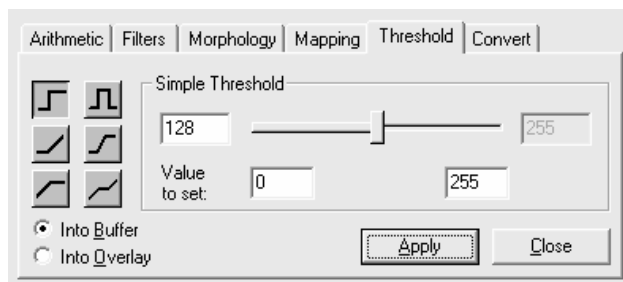 Arithmetic Filters Morphology Mapping Threshold Convert
Simple Threshold
128 255
Value
to set: 0 255
Into Buffer
Into Overlay
Apply Close